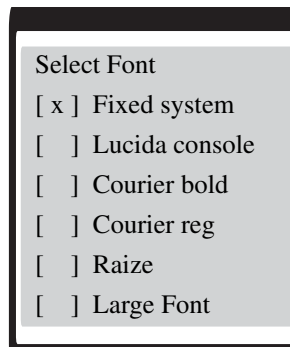 Select Font
[ x ] Fixed system
[   ] Lucida console
[   ] Courier bold
[   ] Courier reg
[   ] Raize
[   ] Large Font